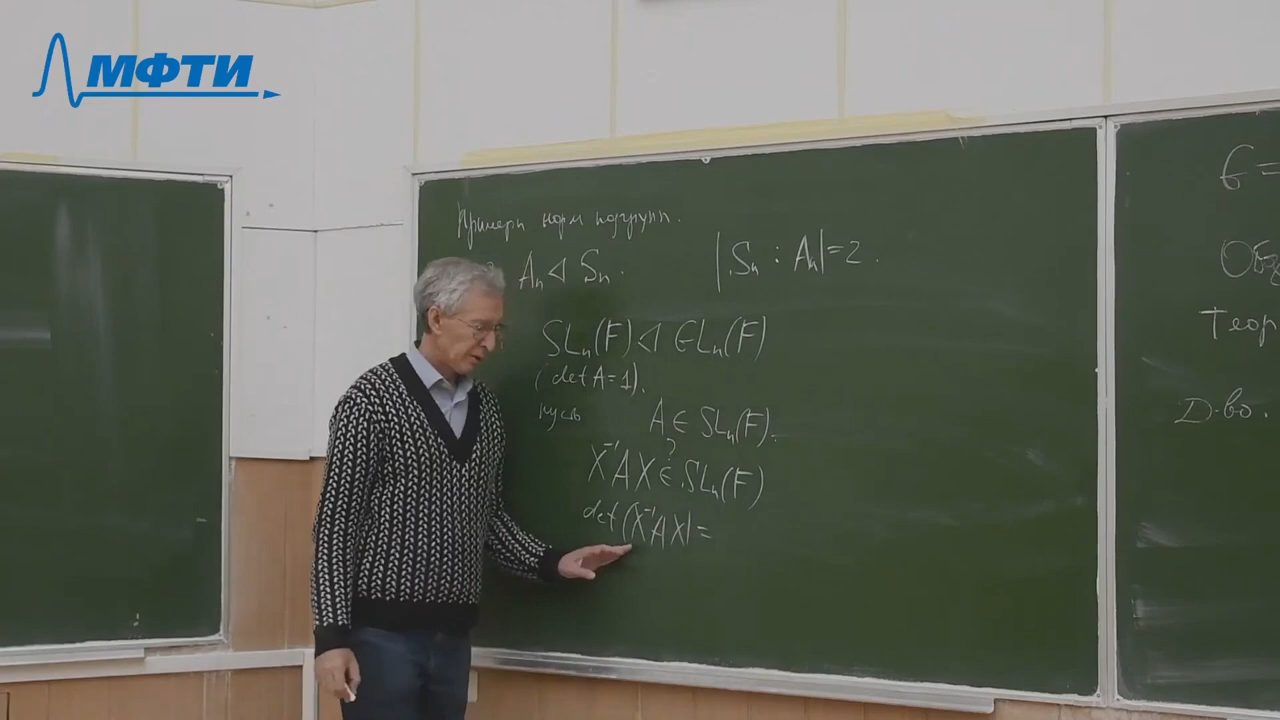 МФТИ
Примеры норм подгрупп.
Aₙ ◁ Sₙ. |Sₙ : Aₙ| = 2.
SLₙ(F) ◁ GLₙ(F)
(det A = 1).
пусть A ∈ SLₙ(F).
?
X⁻¹AX ∈ SLₙ(F)
det(X⁻¹AX) =
G =
Теор
Д-во.